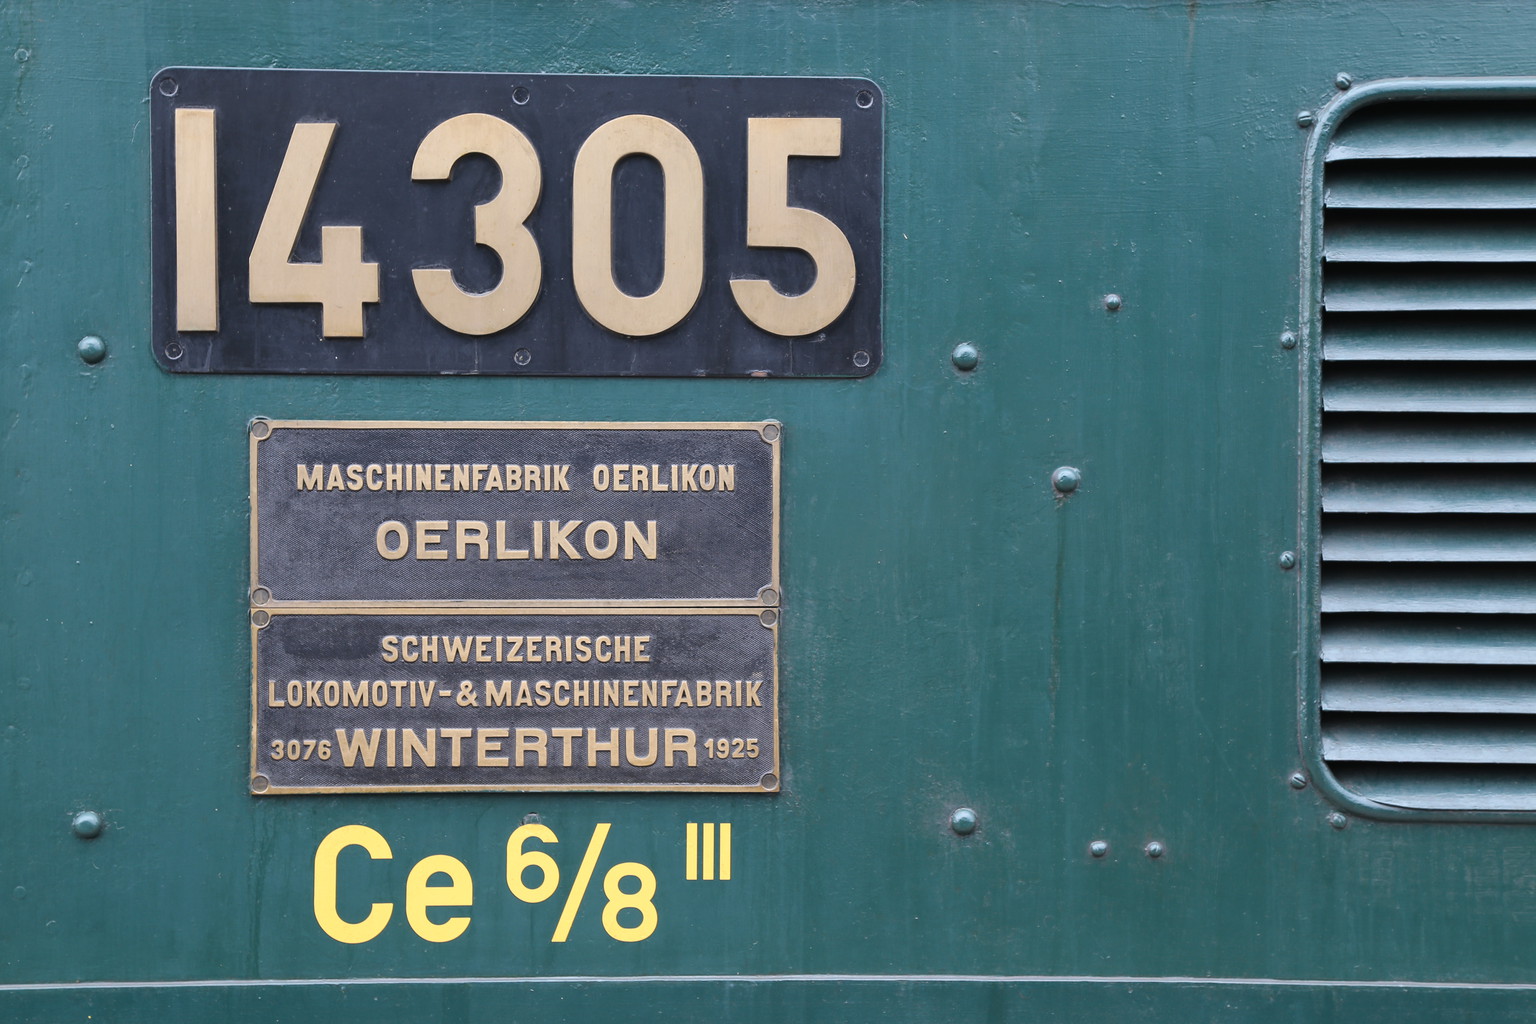 14305
MASCHINENFABRIK OERLIKON
OERLIKON
SCHWEIZERISCHE
LOKOMOTIV-& MASCHINENFABRIK
3076 WINTERTHUR 1925
Ce 6/8 III